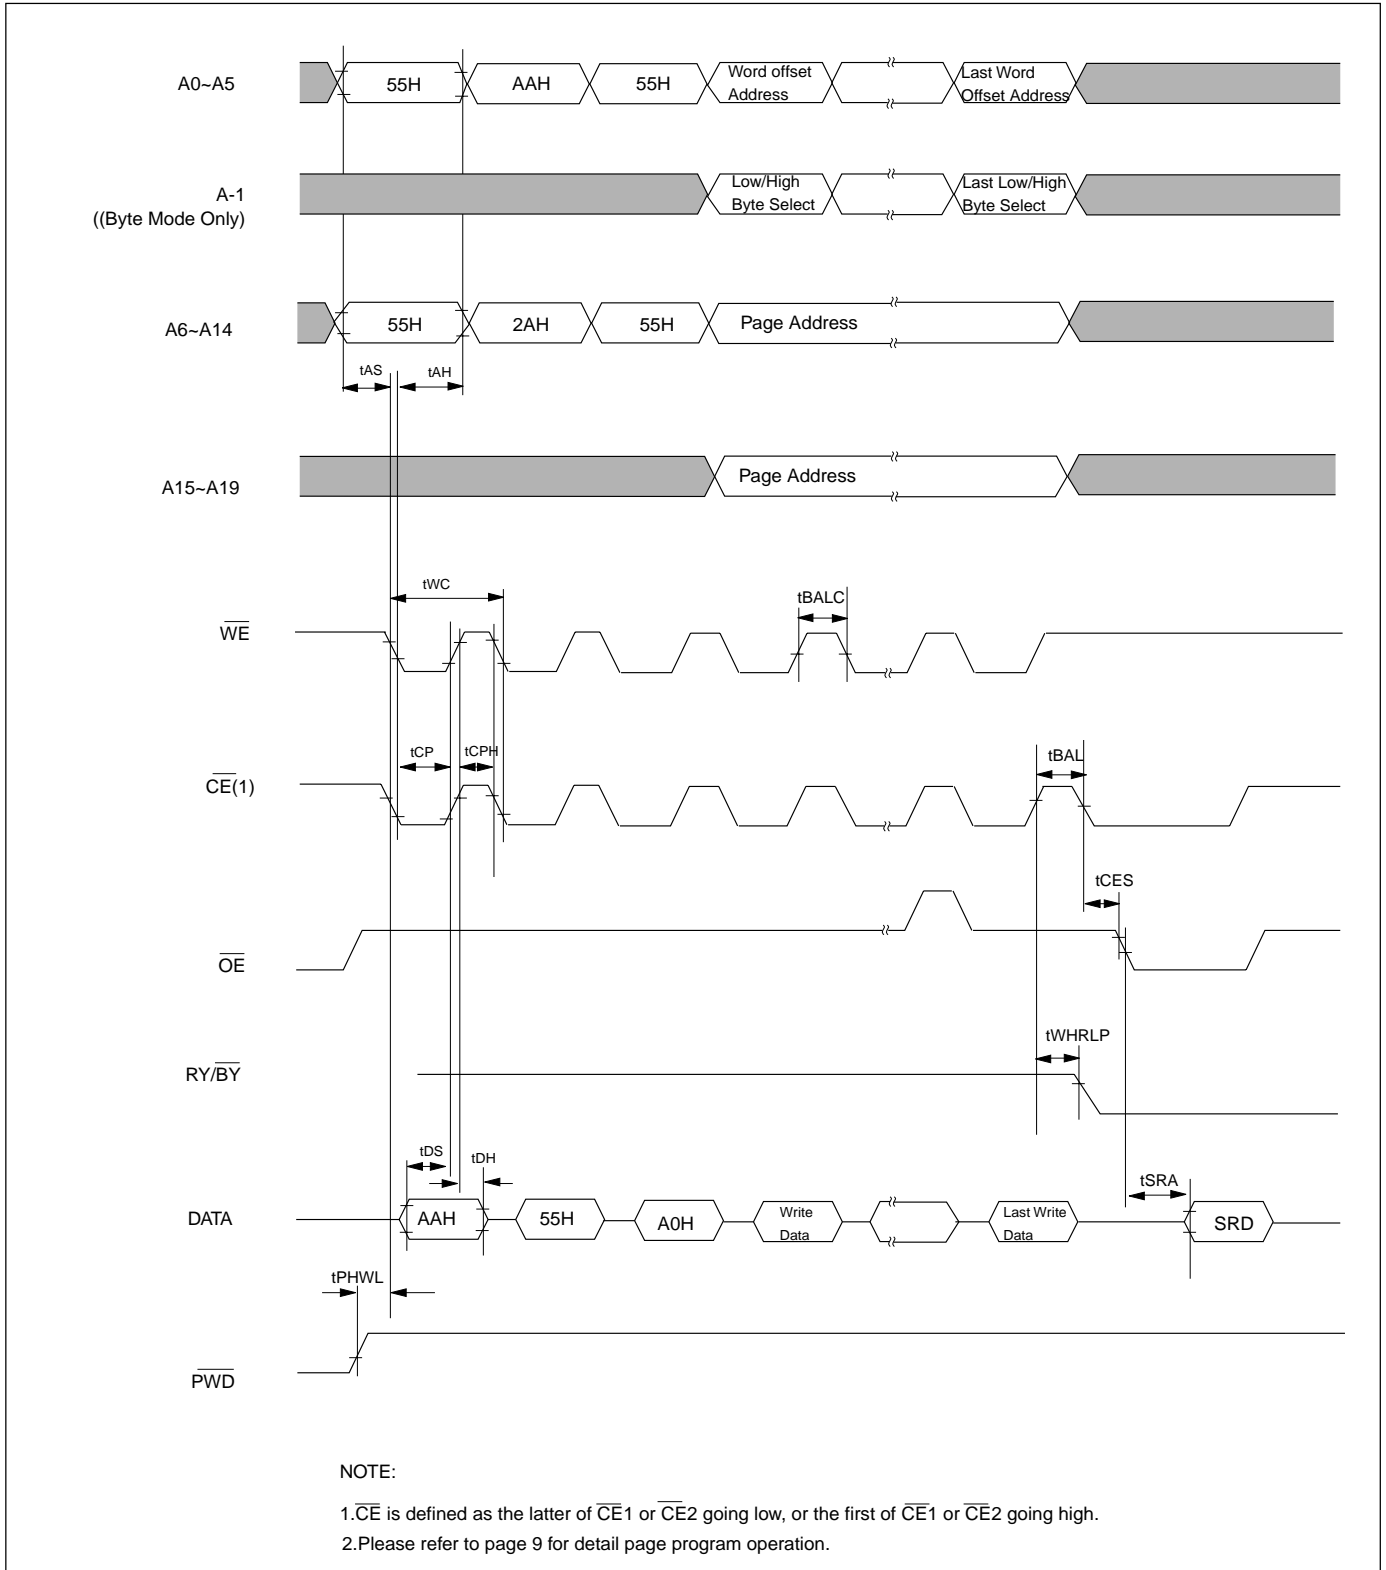 A0~A5
55H
AAH
55H
Word offset
Address
Last Word
Offset Address
A-1
((Byte Mode Only)
Low/High
Byte Select
Last Low/High
Byte Select
A6~A14
55H
2AH
55H
Page Address
tAS
tAH
A15~A19
Page Address
tWC
tBALC
WE
tCP
tCPH
tBAL
CE(1)
tCES
OE
tWHRLP
RY/BY
tDS
tDH
tSRA
DATA
AAH
55H
A0H
Write
Data
Last Write
Data
SRD
tPHWL
PWD
NOTE:
1.CE is defined as the latter of CE1 or CE2 going low, or the first of CE1 or CE2 going high.
2.Please refer to page 9 for detail page program operation.